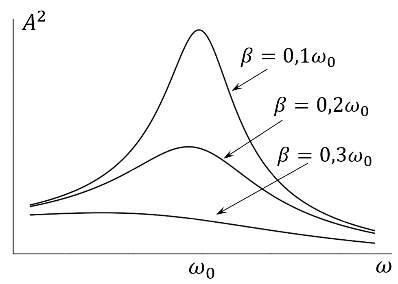 A²
β = 0,1ω₀
β = 0,2ω₀
β = 0,3ω₀
ω₀
ω